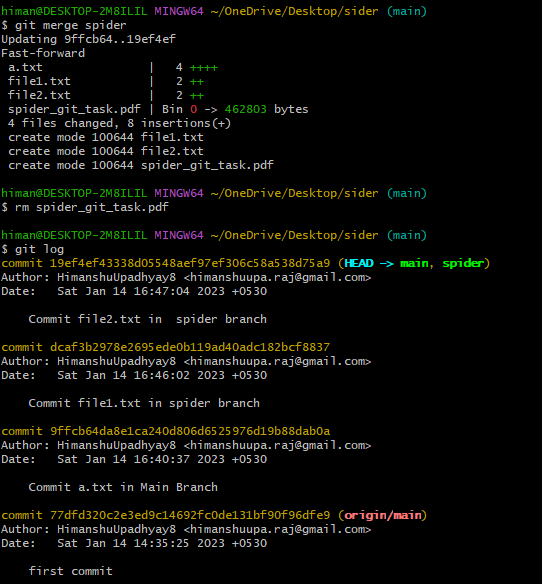 himan@DESKTOP-2M8ILIL MINGW64 ~/OneDrive/Desktop/sider (main)
$ git merge spider
Updating 9ffcb64..19ef4ef
Fast-forward
 a.txt               |   4 ++++
 file1.txt           |   2 ++
 file2.txt           |   2 ++
 spider_git_task.pdf | Bin 0 -> 462803 bytes
 4 files changed, 8 insertions(+)
 create mode 100644 file1.txt
 create mode 100644 file2.txt
 create mode 100644 spider_git_task.pdf
himan@DESKTOP-2M8ILIL MINGW64 ~/OneDrive/Desktop/sider (main)
$ rm spider_git_task.pdf
himan@DESKTOP-2M8ILIL MINGW64 ~/OneDrive/Desktop/sider (main)
$ git log
commit 19ef4ef43338d05548aef97ef306c58a538d75a9 (HEAD -> main, spider)
Author: HimanshuUpadhyay8 <himanshuupa.raj@gmail.com>
Date:   Sat Jan 14 16:47:04 2023 +0530
    Commit file2.txt in  spider branch
commit dcaf3b2978e2695ede0b119ad40adc182bcf8837
Author: HimanshuUpadhyay8 <himanshuupa.raj@gmail.com>
Date:   Sat Jan 14 16:46:02 2023 +0530
    Commit file1.txt in spider branch
commit 9ffcb64da8e1ca240d806d6525976d19b88dab0a
Author: HimanshuUpadhyay8 <himanshuupa.raj@gmail.com>
Date:   Sat Jan 14 16:40:37 2023 +0530
    Commit a.txt in Main Branch
commit 77dfd320c2e3ed9c14692fc0de131bf90f96dfe9 (origin/main)
Author: HimanshuUpadhyay8 <himanshuupa.raj@gmail.com>
Date:   Sat Jan 14 14:35:25 2023 +0530
    first commit